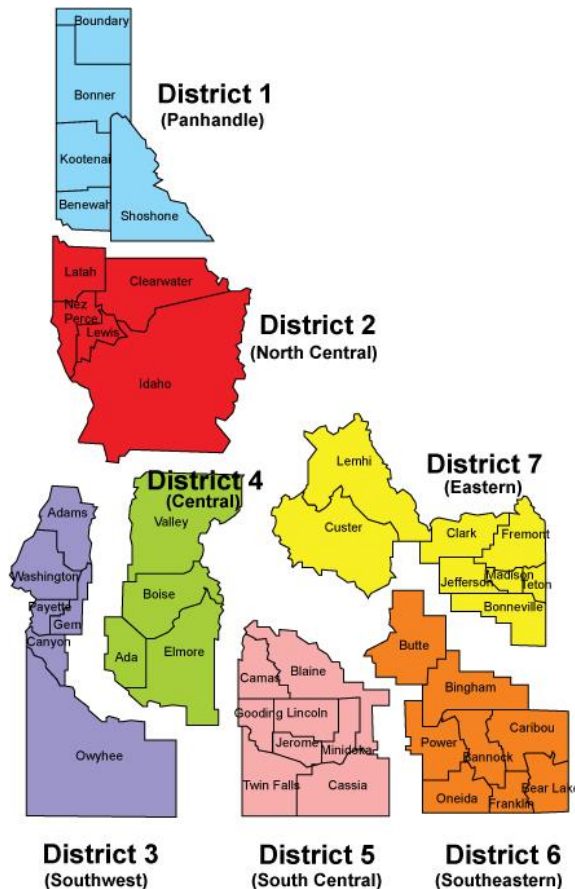 Boundary
Bonner
District 1
(Panhandle)
Kootenai
Benewah
Shoshone
Latah
Clearwater
Nez
Perce
Lewis
District 2
(North Central)
Idaho
District 4
(Central)
Lemhi
District 7
(Eastern)
Adams
Valley
Custer
Clark
Fremont
Washington
Madison
Jefferson
Teton
Boise
Payette
Bonneville
Gem
Canyon
Butte
Ada
Elmore
Camas
Blaine
Bingham
Gooding
Lincoln
Caribou
Power
Jerome
Minidoka
Bannock
Owyhee
Twin Falls
Cassia
Bear Lake
Oneida
Franklin
District 3
(Southwest)
District 5
(South Central)
District 6
(Southeastern)